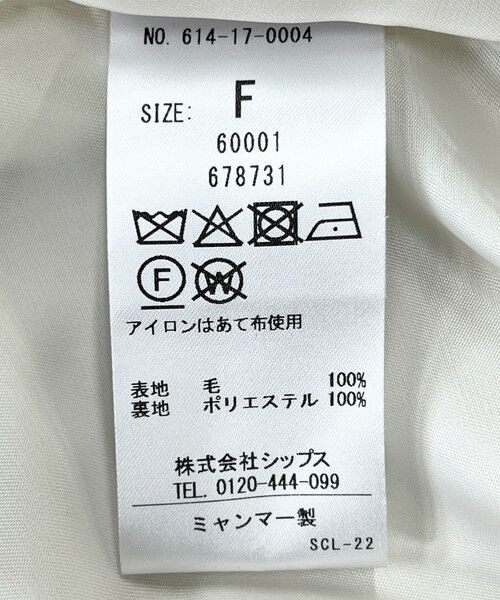 NO. 614-17-0004
SIZE: F
60001
678731
F W
アイロンはあて布使用
表地 毛 100%
裏地 ポリエステル 100%
株式会社シップス
TEL. 0120-444-099
ミャンマー製
SCL-22